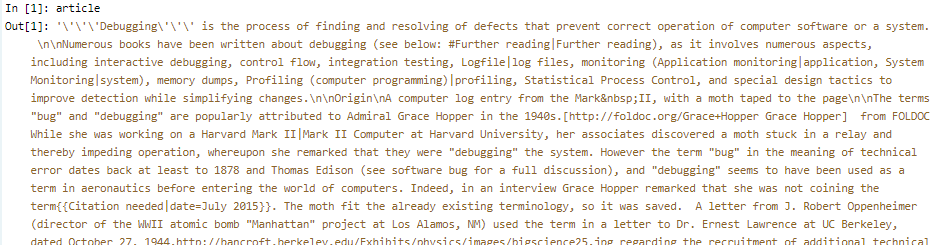 In [1]: article
Out[1]: '\'\'\'Debugging\'\'\' is the process of finding and resolving of defects that prevent correct operation of computer software or a system.
\n\nNumerous books have been written about debugging (see below: #Further reading|Further reading), as it involves numerous aspects,
including interactive debugging, control flow, integration testing, Logfile|log files, monitoring (Application monitoring|application, System
Monitoring|system), memory dumps, Profiling (computer programming)|profiling, Statistical Process Control, and special design tactics to
improve detection while simplifying changes.\n\nOrigin\nA computer log entry from the Mark&nbsp;II, with a moth taped to the page\n\nThe terms
"bug" and "debugging" are popularly attributed to Admiral Grace Hopper in the 1940s.[http://foldoc.org/Grace+Hopper Grace Hopper]  from FOLDOC
While she was working on a Harvard Mark II|Mark II Computer at Harvard University, her associates discovered a moth stuck in a relay and
thereby impeding operation, whereupon she remarked that they were "debugging" the system. However the term "bug" in the meaning of technical
error dates back at least to 1878 and Thomas Edison (see software bug for a full discussion), and "debugging" seems to have been used as a
term in aeronautics before entering the world of computers. Indeed, in an interview Grace Hopper remarked that she was not coining the
term{{Citation needed|date=July 2015}}. The moth fit the already existing terminology, so it was saved.  A letter from J. Robert Oppenheimer
(director of the WWII atomic bomb "Manhattan" project at Los Alamos, NM) used the term in a letter to Dr. Ernest Lawrence at UC Berkeley,
dated October 27, 1944,http://bancroft.berkeley.edu/Exhibits/physics/images/bigscience25.jpg regarding the recruitment of additional technical